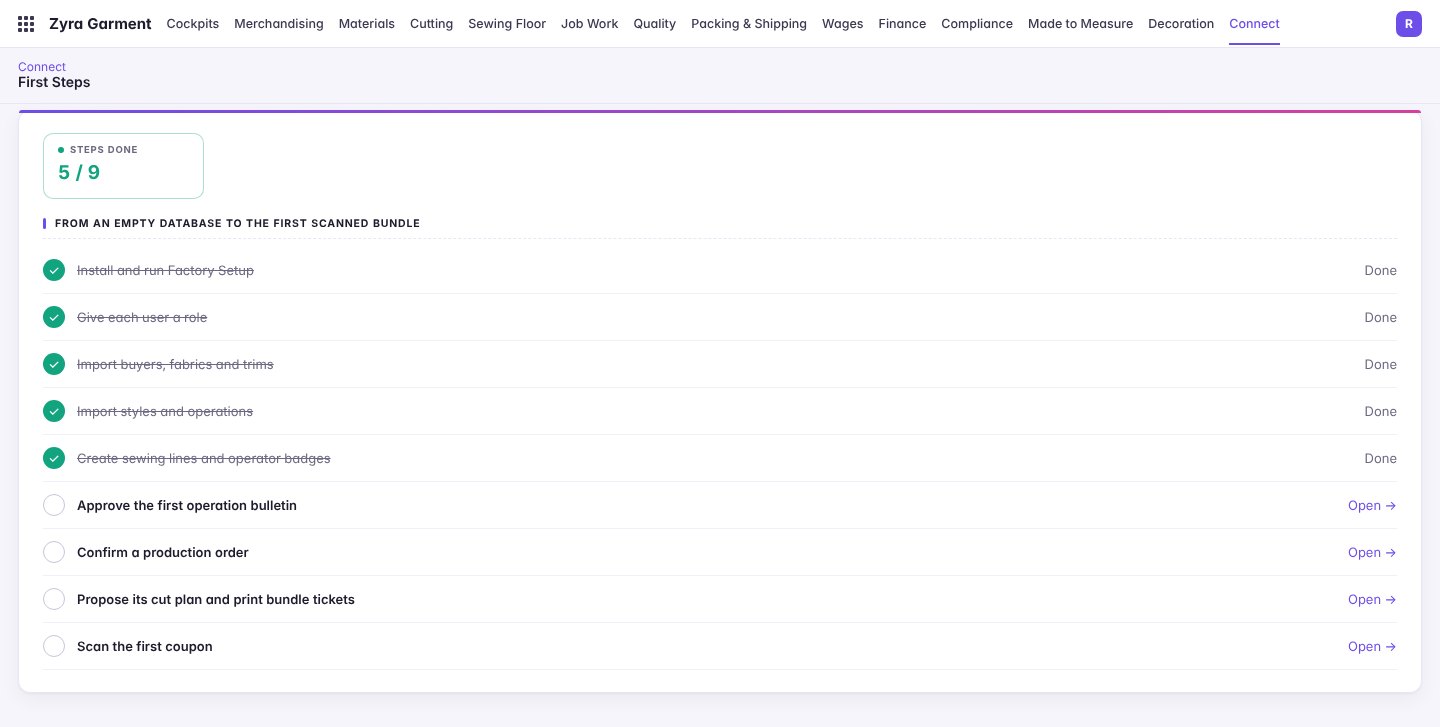 Zyra Garment Cockpits Merchandising Materials Cutting Sewing Floor Job Work Quality Packing & Shipping Wages Finance Compliance Made to Measure Decoration Connect R
Connect
First Steps
STEPS DONE
5 / 9
FROM AN EMPTY DATABASE TO THE FIRST SCANNED BUNDLE
Install and run Factory Setup Done
Give each user a role Done
Import buyers, fabrics and trims Done
Import styles and operations Done
Create sewing lines and operator badges Done
Approve the first operation bulletin Open →
Confirm a production order Open →
Propose its cut plan and print bundle tickets Open →
Scan the first coupon Open →